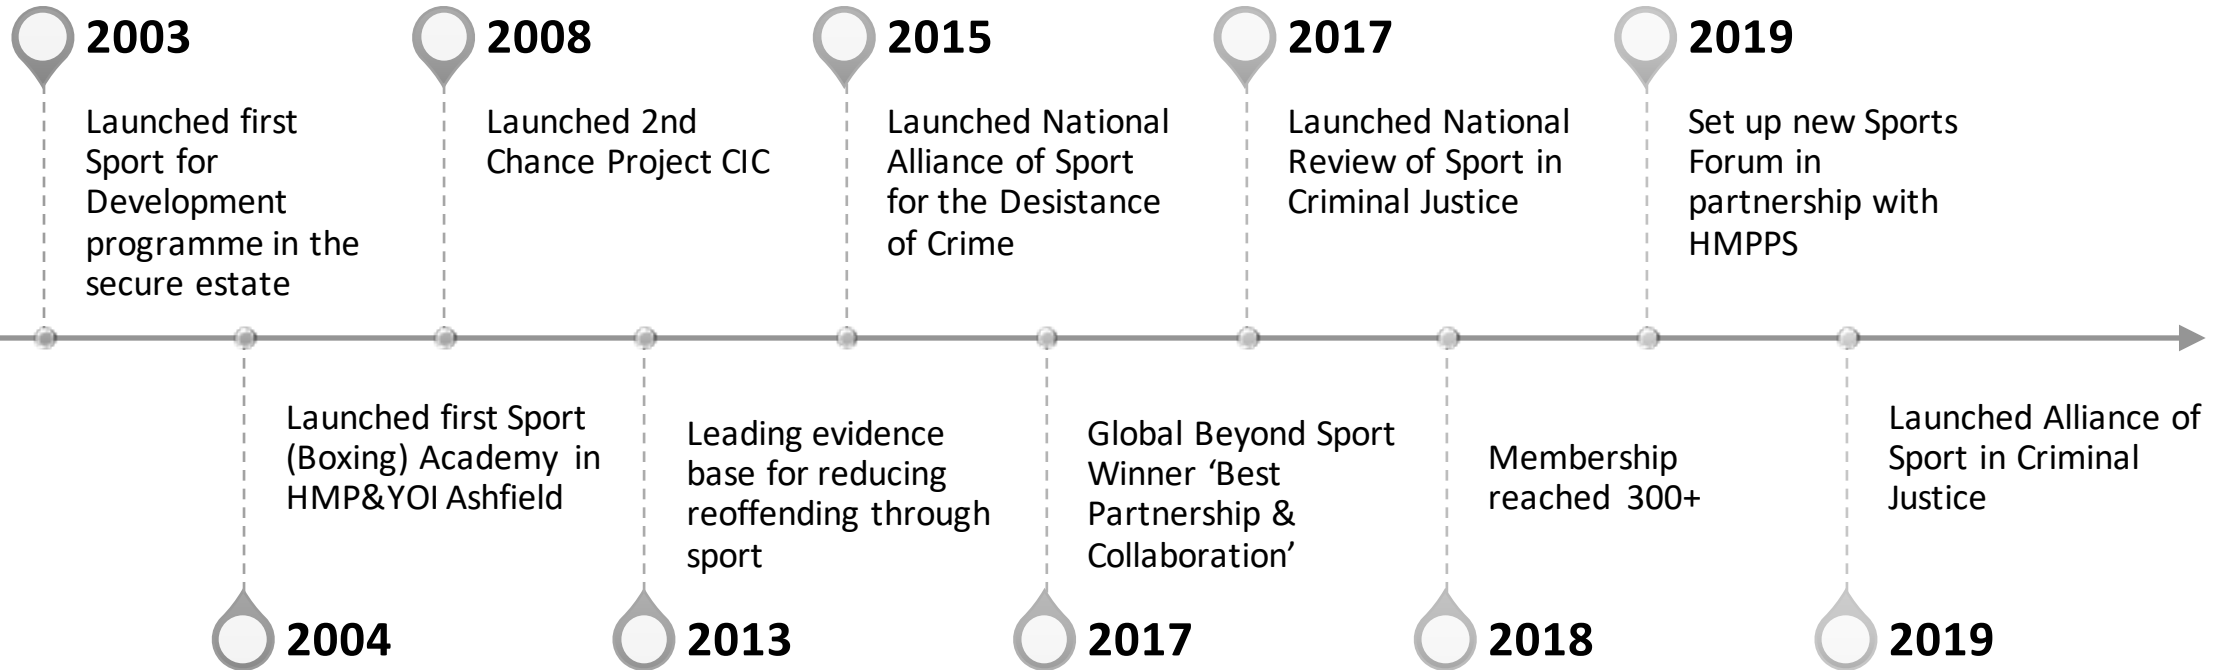 2003
Launched first
Sport for
Development
programme in the
secure estate
2004
Launched first Sport
(Boxing) Academy in
HMP&YOI Ashfield
2008
Launched 2nd
Chance Project CIC
2013
Leading evidence
base for reducing
reoffending through
sport
2015
Launched National
Alliance of Sport
for the Desistance
of Crime
2017
Global Beyond Sport
Winner ‘Best
Partnership &
Collaboration’
2017
Launched National
Review of Sport in
Criminal Justice
2018
Membership
reached 300+
2019
Set up new Sports
Forum in
partnership with
HMPPS
2019
Launched Alliance of
Sport in Criminal
Justice